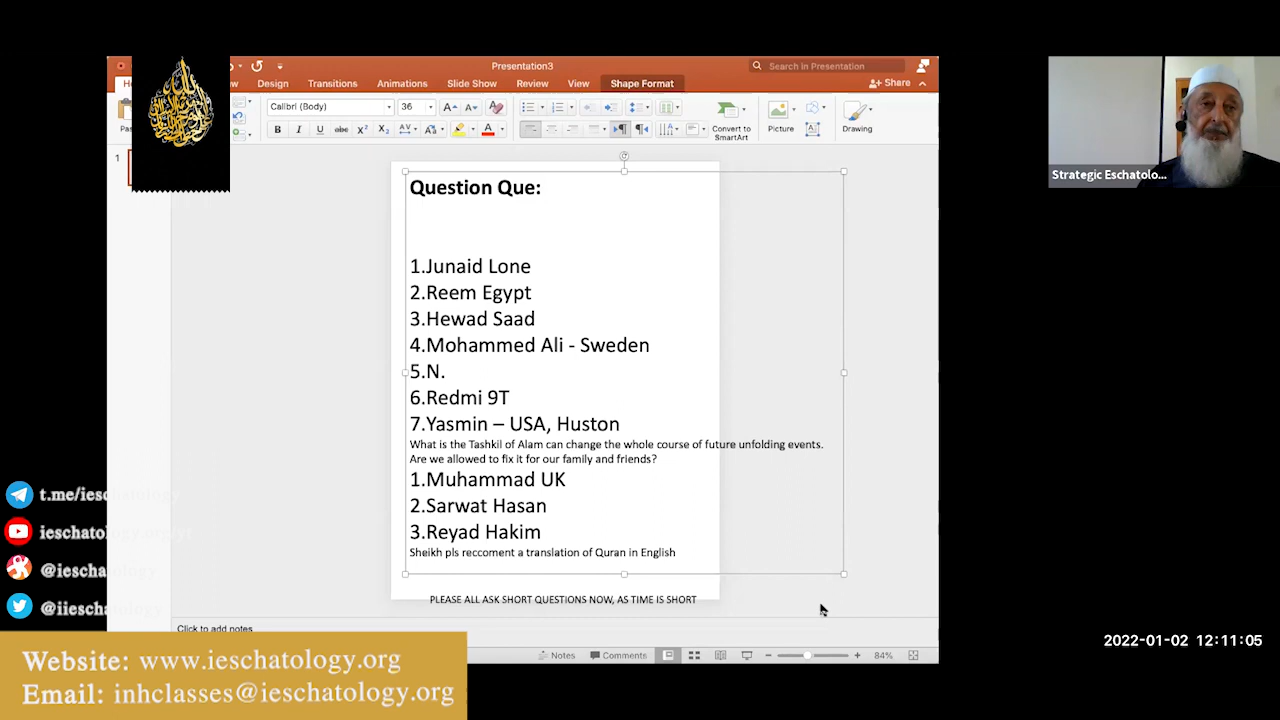 Presentation3
Search in Presentation
Design
Transitions
Animations
Slide Show
Review
View
Shape Format
Share
Calibri (Body)
36
Convert to
SmartArt
Picture
Drawing
Strategic Eschatolo...
1
Question Que:
1.Junaid Lone
2.Reem Egypt
3.Hewad Saad
4.Mohammed Ali - Sweden
5.N.
6.Redmi 9T
7.Yasmin – USA, Huston
What is the Tashkil of Alam can change the whole course of future unfolding events.
Are we allowed to fix it for our family and friends?
1.Muhammad UK
2.Sarwat Hasan
3.Reyad Hakim
Sheikh pls reccoment a translation of Quran in English
PLEASE ALL ASK SHORT QUESTIONS NOW, AS TIME IS SHORT
t.me/ieschatology
@ieschatology
@iieschatology
Click to add notes
Notes
Comments
84%
2022-01-02 12:11:05
Website: www.ieschatology.org
Email: inhclasses@ieschatology.org